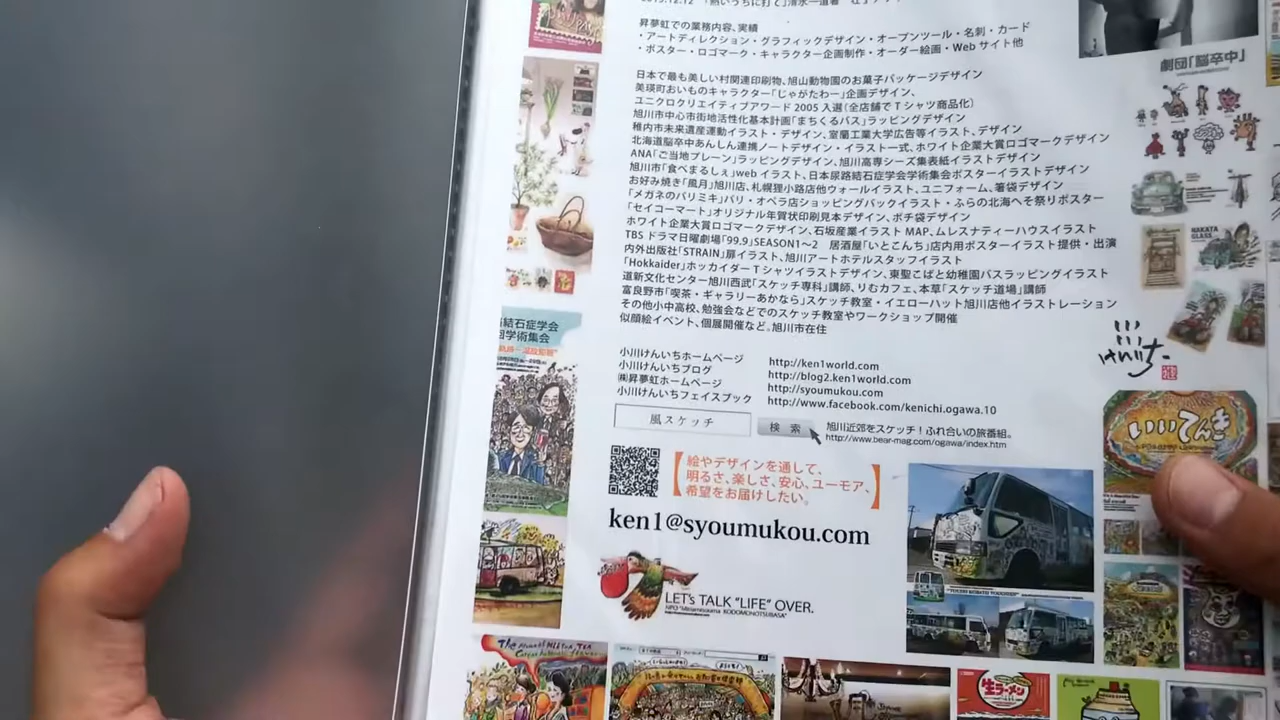 昇夢虹での業務内容、実績
・アートディレクション・グラフィックデザイン・オープンツール・名刺・カード
・ポスター・ロゴマーク・キャラクター企画制作・オーダー絵画・Webサイト他
日本で最も美しい村関連印刷物、旭山動物園のお菓子パッケージデザイン
美瑛町おいものキャラクター「じゃがたわー」企画デザイン、
ユニクロクリエイティブアワード2005入選(全店舗でTシャツ商品化)
旭川市中心市街地活性化基本計画「まちくるバス」ラッピングデザイン
稚内市未来遺産運動イラスト・デザイン、室蘭工業大学広告等イラスト、デザイン
北海道脳卒中あんしん連携ノートデザイン・イラスト一式、ホワイト企業大賞ロゴマークデザイン
ANA「ご当地プレーン」ラッピングデザイン、旭川高専シーズ集表紙イラストデザイン
旭川市「食べまるしぇ」webイラスト、日本尿路結石症学会学術集会ポスターイラストデザイン
お好み焼き「風月」旭川店、札幌狸小路店他ウォールイラスト、ユニフォーム、箸袋デザイン
「メガネのパリミキ」パリ・オペラ店ショッピングバックイラスト・ふらの北海へそ祭りポスター
「セイコーマート」オリジナル年賀状印刷見本デザイン、ポチ袋デザイン
ホワイト企業大賞ロゴマークデザイン、石坂産業イラストMAP、ムレスナティーハウスイラスト
TBSドラマ日曜劇場「99.9」SEASON1〜2 居酒屋「いとこんち」店内用ポスターイラスト提供・出演
内外出版社「STRAIN」扉イラスト、旭川アートホテルスタッフイラスト
「Hokkaider」ホッカイダーTシャツイラストデザイン、東聖こばと幼稚園バスラッピングイラスト
道新文化センター旭川西武「スケッチ専科」講師、りむカフェ、本草「スケッチ道場」講師
富良野市「喫茶・ギャラリーあかなら」スケッチ教室・イエローハット旭川店他イラストレーション
その他小中高校、勉強会などでのスケッチ教室やワークショップ開催
似顔絵イベント、個展開催など。旭川市在住
小川けんいちホームページ http://ken1world.com
小川けんいちブログ http://blog2.ken1world.com
㈱昇夢虹ホームページ http://syoumukou.com
小川けんいちフェイスブック http://www.facebook.com/kenichi.ogawa.10
風スケッチ 検索
旭川近郊をスケッチ!ふれ合いの旅番組。
http://www.bear-mag.com/ogawa/index.htm
絵やデザインを通して、
明るさ、楽しさ、安心、ユーモア、
希望をお届けしたい。
ken1@syoumukou.com
LET's TALK "LIFE" OVER.
劇団「脳卒中」
NAKATA
GLASS
けんいち
いいてんき
結石症学会
学術集会
生ラーメン